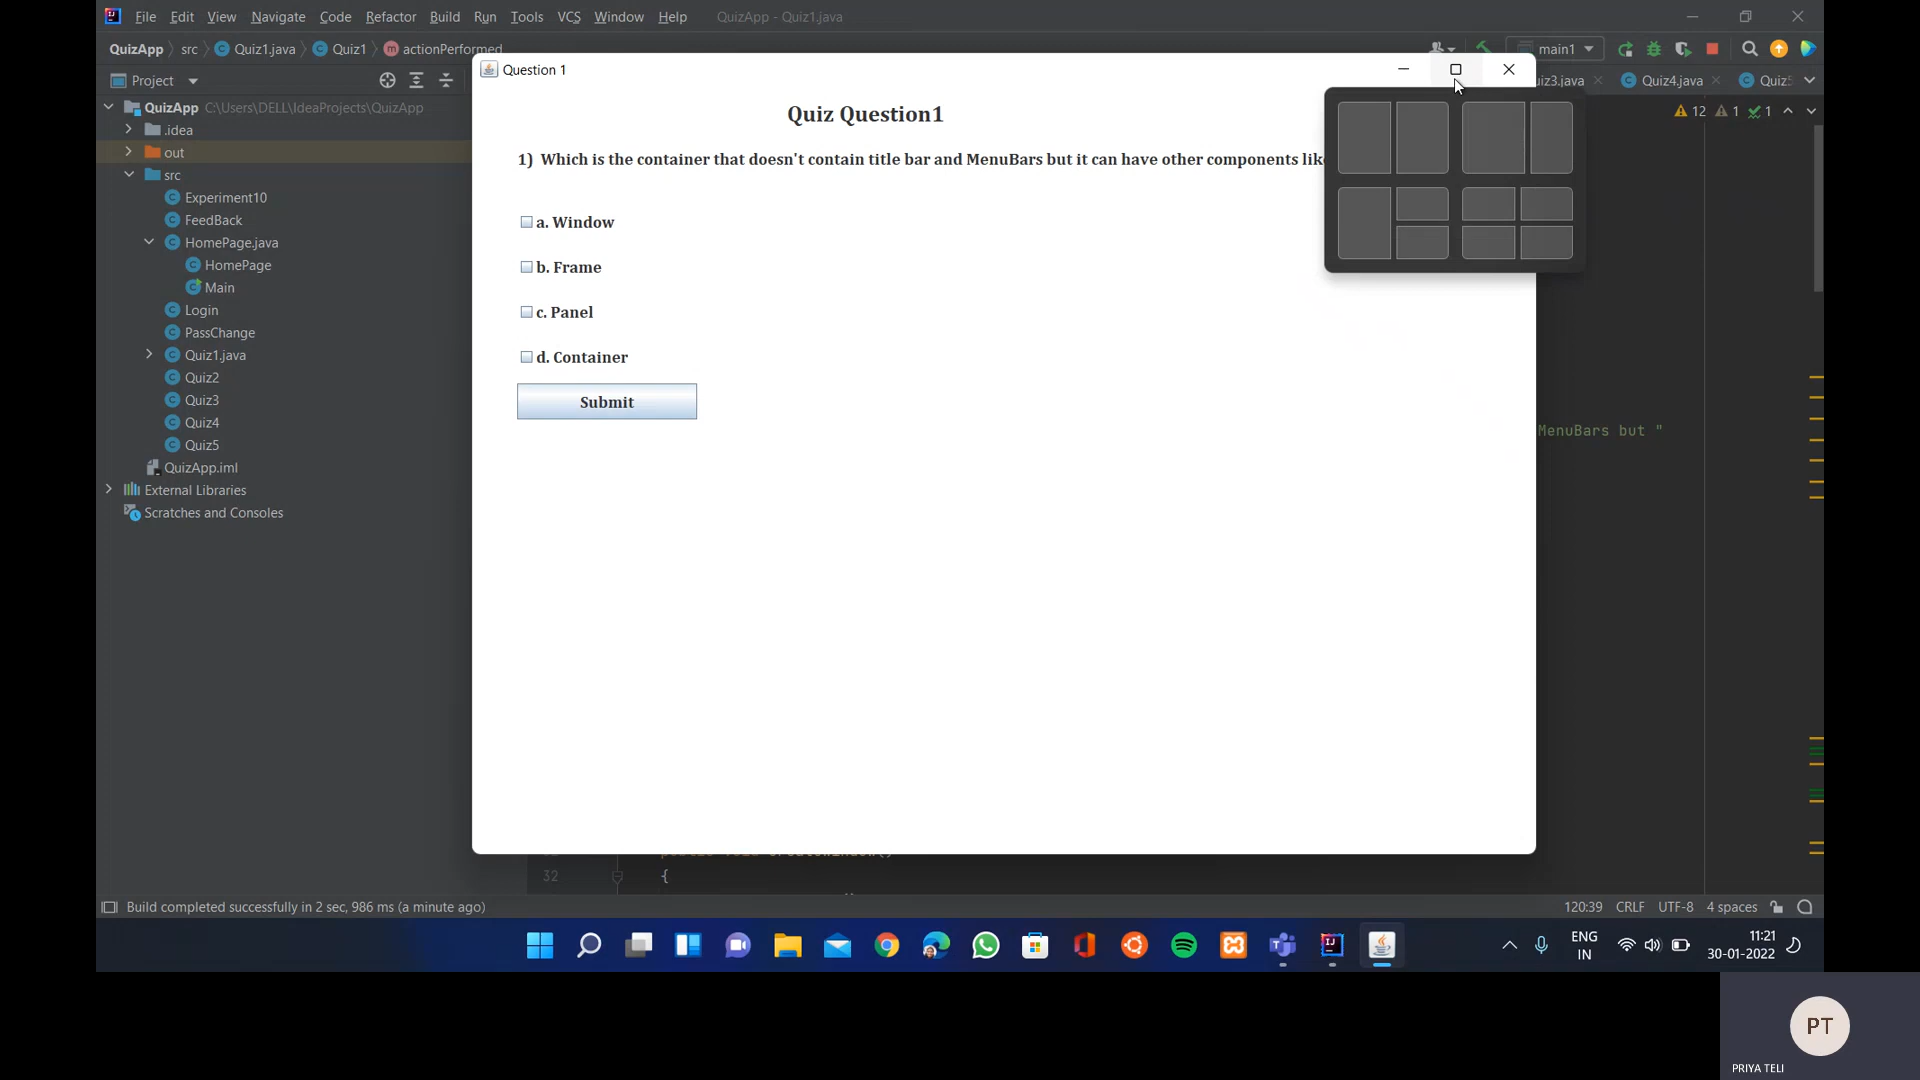 File Edit View Navigate Code Refactor Build Run Tools VCS Window Help QuizApp - Quiz1.java
QuizApp src Quiz1.java Quiz1 actionPerformed
main1
Project
Question 1
uiz3.java Quiz4.java Quiz5
QuizApp C:\Users\DELL\IdeaProjects\QuizApp
12 1 1
.idea
out
src
Experiment10
FeedBack
HomePage.java
HomePage
Main
Login
PassChange
Quiz1.java
Quiz2
Quiz3
Quiz4
Quiz5
QuizApp.iml
External Libraries
Scratches and Consoles
Quiz Question1
1) Which is the container that doesn't contain title bar and MenuBars but it can have other components lik
a. Window
b. Frame
c. Panel
d. Container
Submit
MenuBars but "
32 {
Build completed successfully in 2 sec, 986 ms (a minute ago)
120:39 CRLF UTF-8 4 spaces
ENG
IN
11:21
30-01-2022
PT
PRIYA TELI